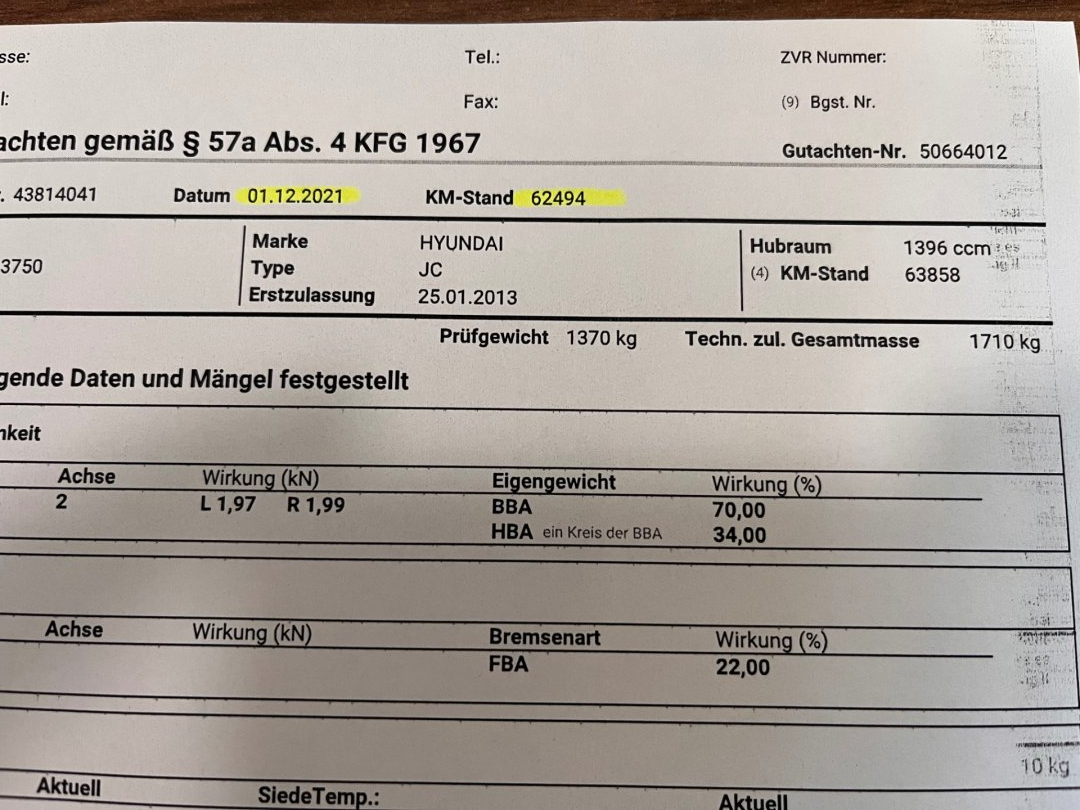 sse: Tel.: ZVR Nummer:
l: Fax: (9) Bgst. Nr.
achten gemäß § 57a Abs. 4 KFG 1967
Gutachten-Nr. 50664012
. 43814041 Datum 01.12.2021 KM-Stand 62494
Marke HYUNDAI Hubraum 1396 ccm
3750 Type JC (4) KM-Stand 63858
Erstzulassung 25.01.2013
Prüfgewicht 1370 kg Techn. zul. Gesamtmasse 1710 kg
gende Daten und Mängel festgestellt
nkeit
Achse Wirkung (kN) Eigengewicht Wirkung (%)
2 L 1,97 R 1,99 BBA 70,00
HBA ein Kreis der BBA 34,00
Achse Wirkung (kN) Bremsenart Wirkung (%)
FBA 22,00
10 kg
Aktuell SiedeTemp.: Aktuell